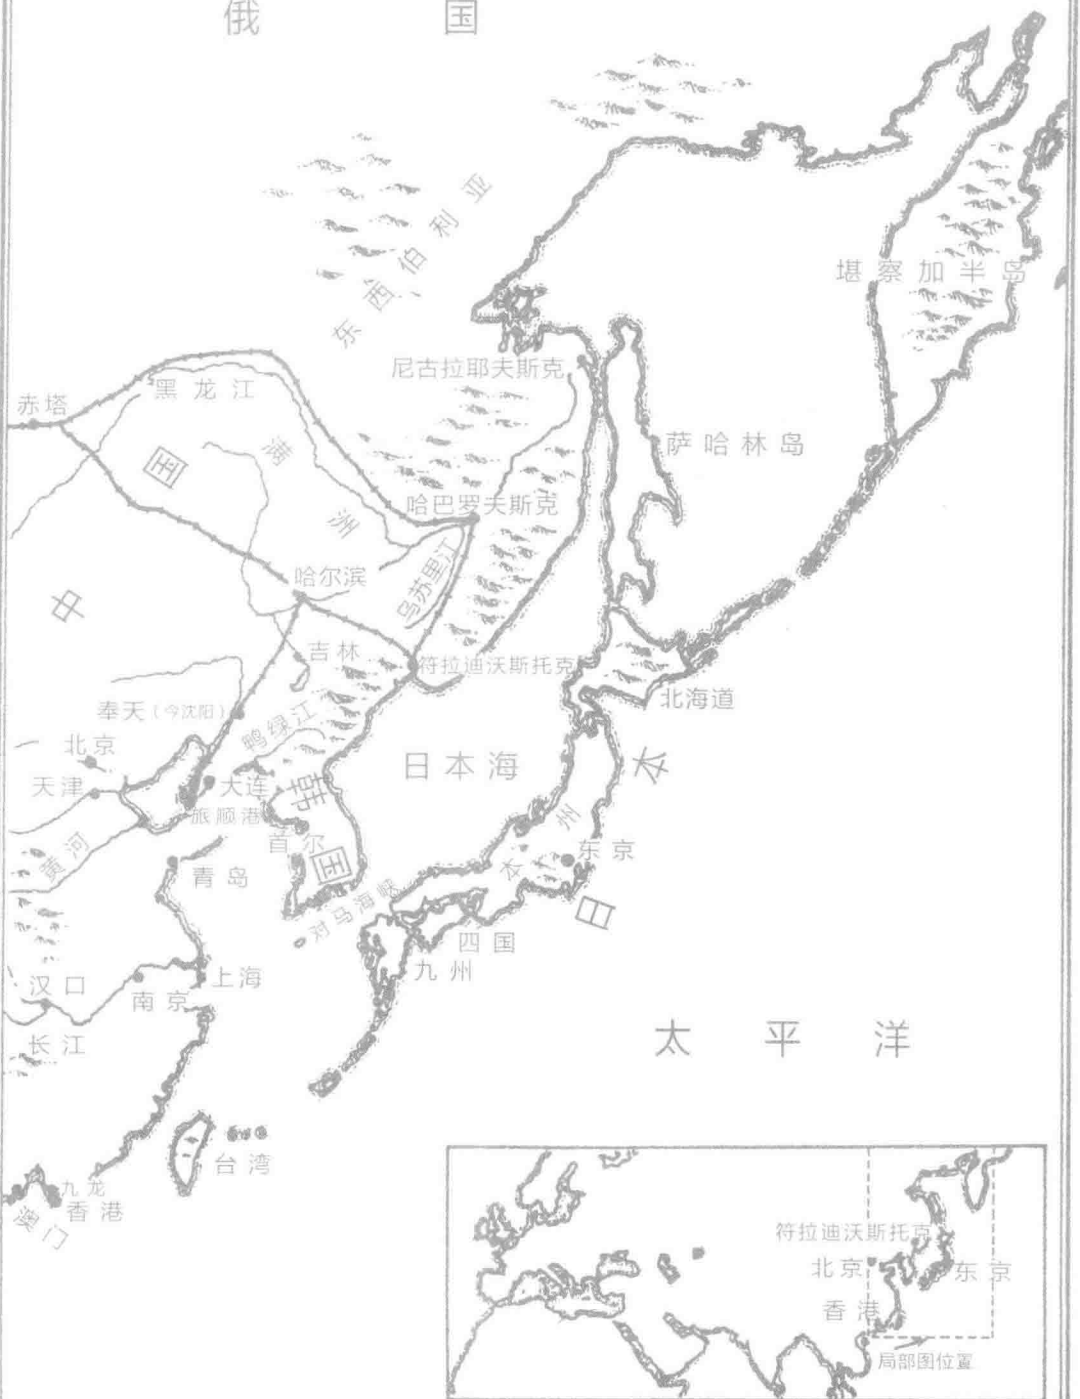 俄 国
东西伯利亚
堪察加半岛
尼古拉耶夫斯克
黑龙江
赤塔
满洲
萨哈林岛
哈巴罗夫斯克
乌苏里江
哈尔滨
中国
吉林
符拉迪沃斯托克
北海道
奉天（今沈阳）
鸭绿江
北京
天津
日本海
日本
大连
旅顺港
韩国
首尔
本州
东京
黄河
青岛
对马海峡
四国
九州
汉口
南京
上海
长江
太平洋
台湾
九龙
香港
澳门
符拉迪沃斯托克
北京
东京
香港
局部图位置